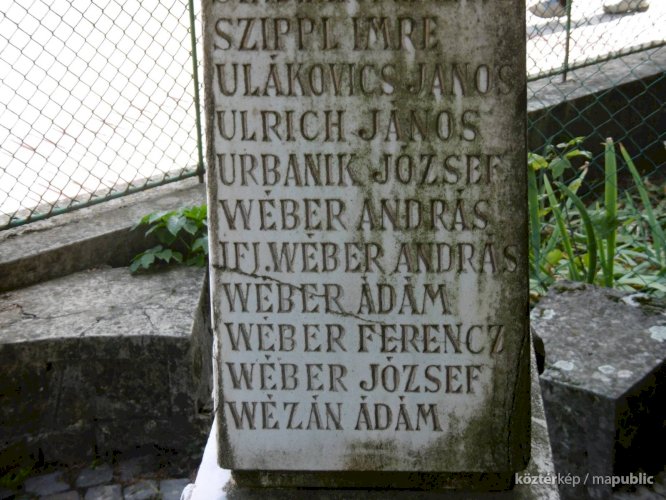 SZIPPL IMRE
ULÁKOVICS JÁNOS
ULRICH JÁNOS
URBANIK JÓZSEF
WÉBER ANDRÁS
IFJ. WÉBER ANDRÁS
WÉBER ÁDÁM
WÉBER FERENCZ
WÉBER JÓZSEF
WÉZÁN ÁDÁM
köztérkép / mapublic